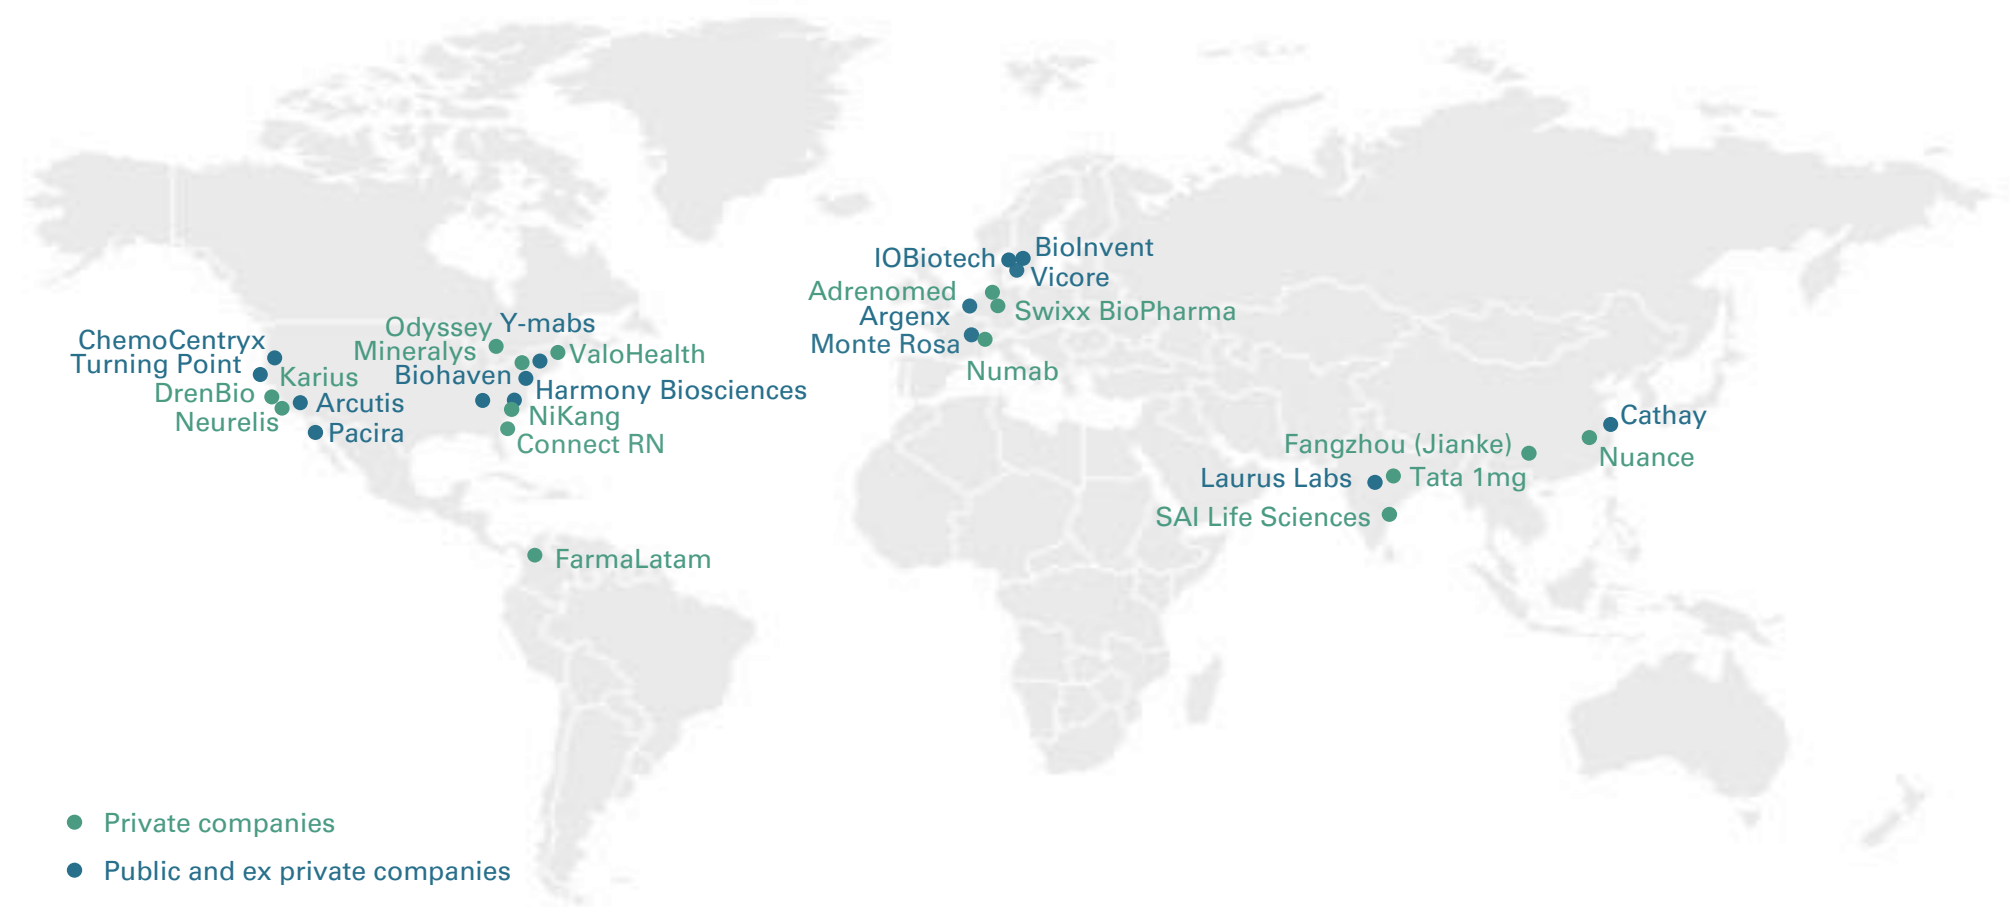 ChemoCentryx
Turning Point
Karius
DrenBio
Neurelis
Arcutis
Pacira
Odyssey
Y-mabs
Mineralys
ValoHealth
Biohaven
Harmony Biosciences
NiKang
Connect RN
FarmaLatam
IOBiotech
BioInvent
Vicore
Adrenomed
Swixx BioPharma
Argenx
Monte Rosa
Numab
Cathay
Fangzhou (Jianke)
Nuance
Laurus Labs
Tata 1mg
SAI Life Sciences
Private companies
Public and ex private companies